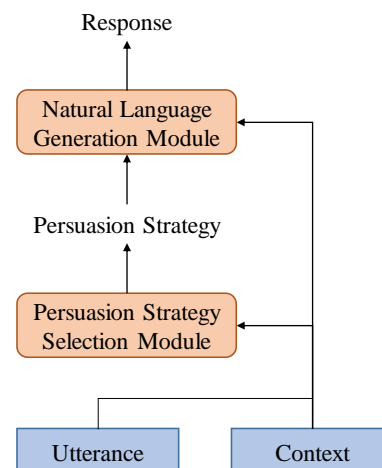 Response
Natural Language
Generation Module
Persuasion Strategy
Persuasion Strategy
Selection Module
Utterance
Context